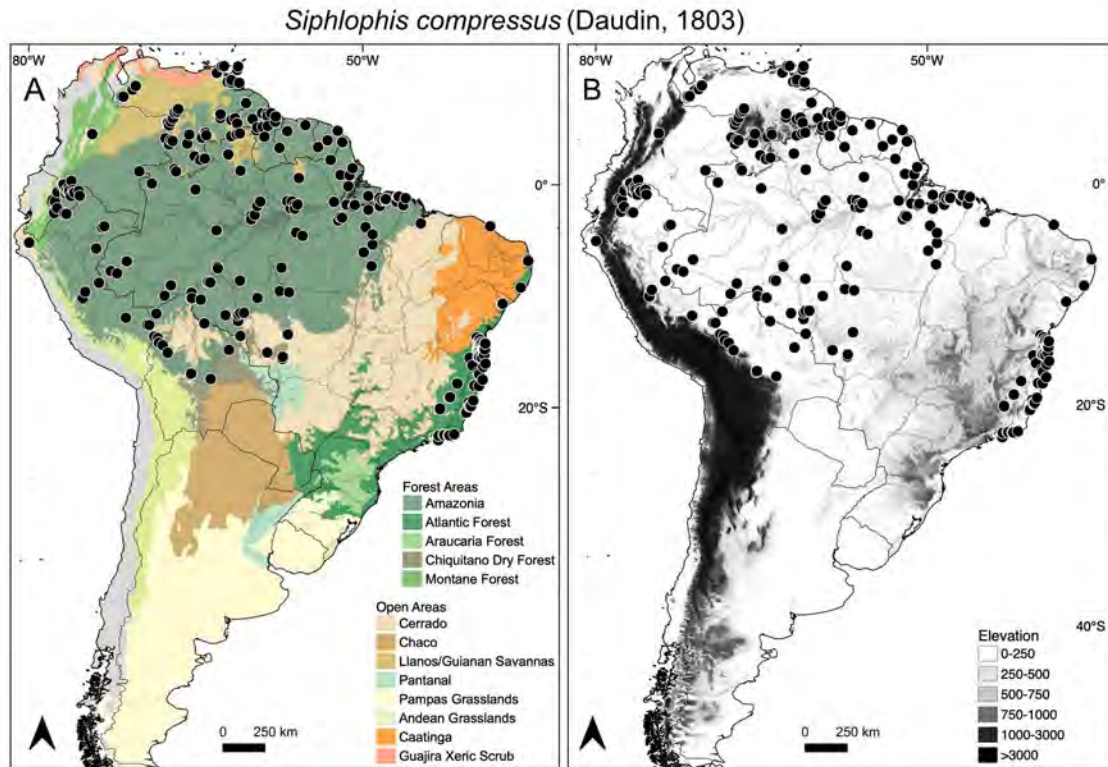 Siphlophis compressus (Daudin, 1803)
A
80°W
50°W
0°
20°S
Forest Areas
Amazonia
Atlantic Forest
Araucaria Forest
Chiquitano Dry Forest
Montane Forest
Open Areas
Cerrado
Chaco
Llanos/Guianan Savannas
Pantanal
Pampas Grasslands
Andean Grasslands
Caatinga
Guajira Xeric Scrub
0 250 km
B
80°W
50°W
0°
20°S
40°S
Elevation
0-250
250-500
500-750
750-1000
1000-3000
>3000
0 250 km